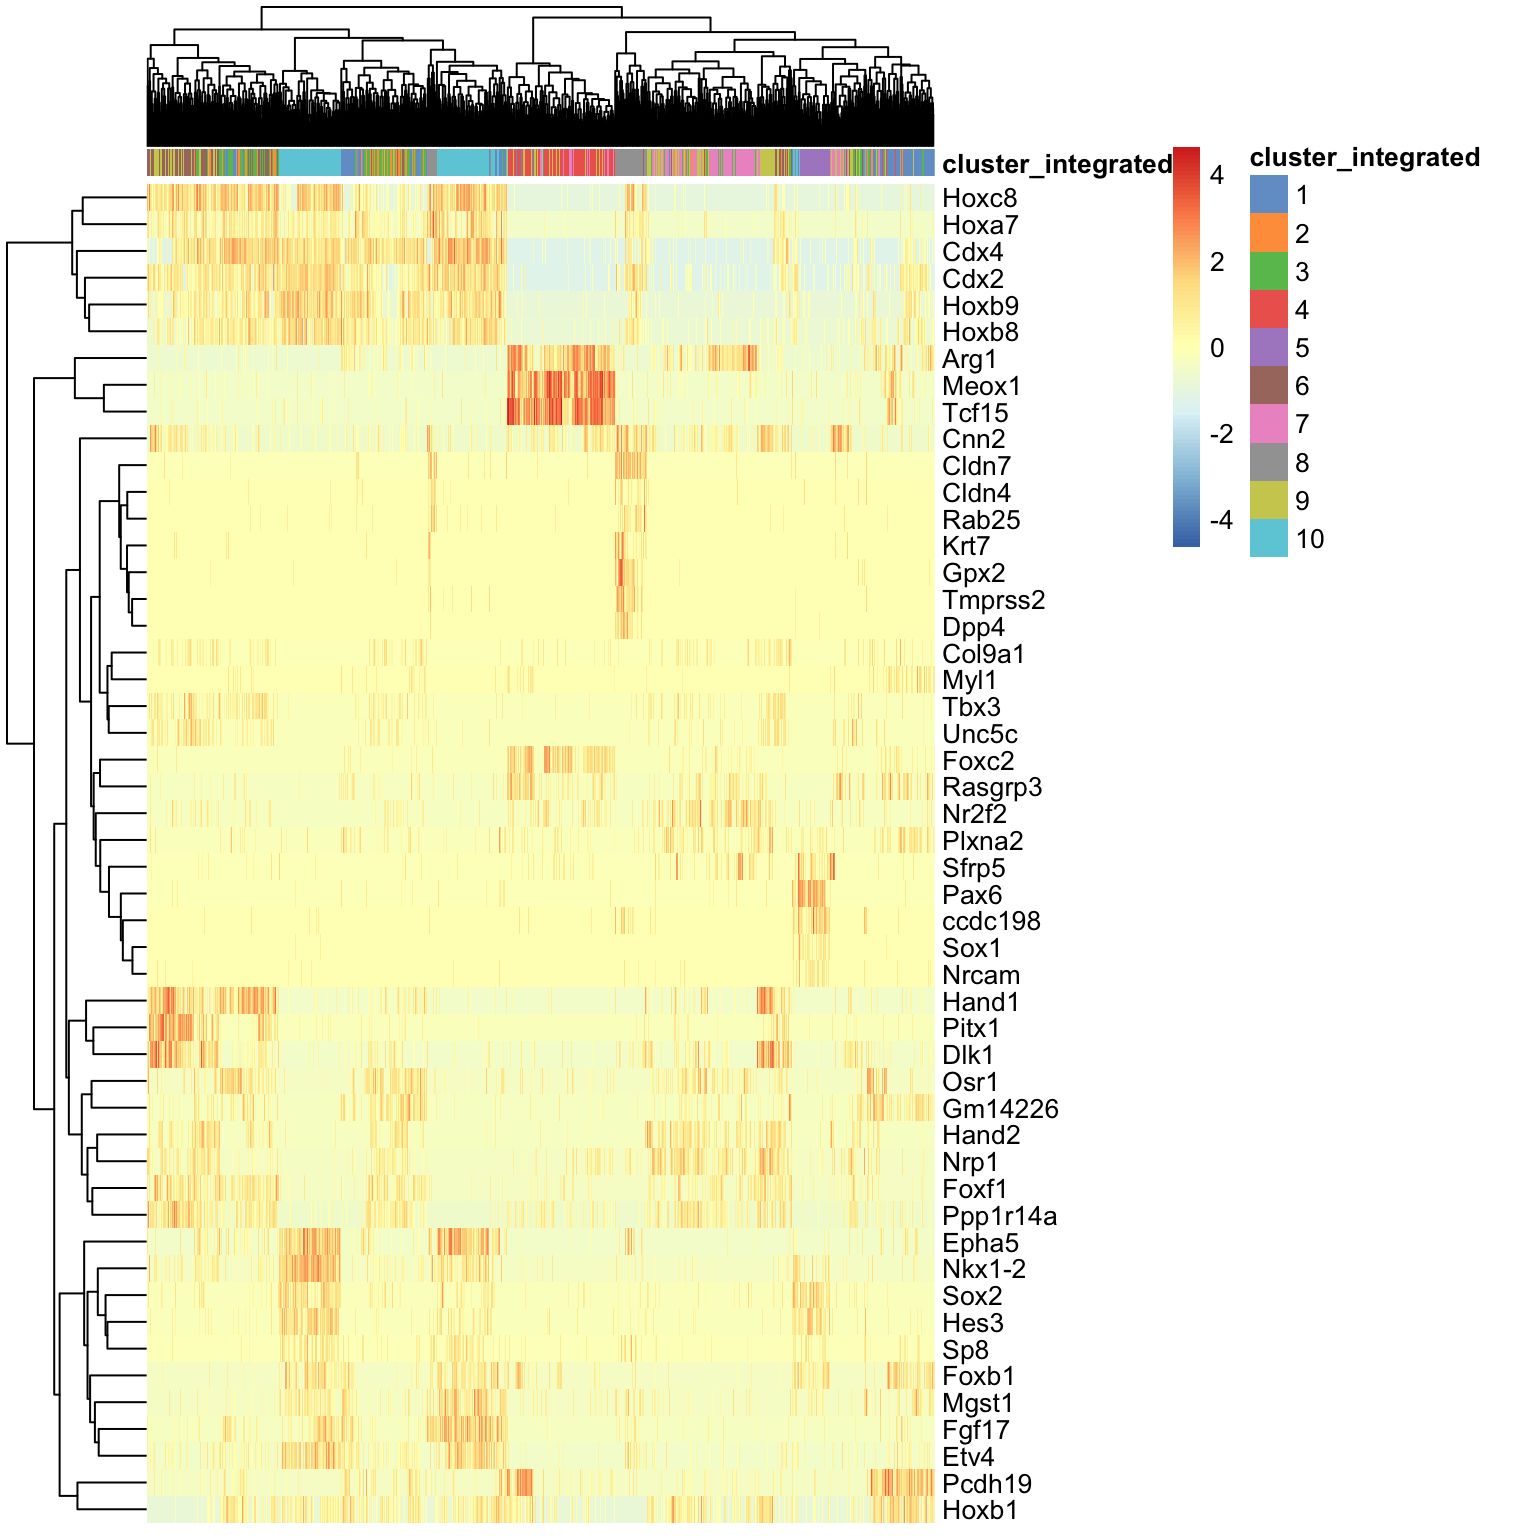 cluster_integrated
Hoxc8
Hoxa7
Cdx4
Cdx2
Hoxb9
Hoxb8
Arg1
Meox1
Tcf15
Cnn2
Cldn7
Cldn4
Rab25
Krt7
Gpx2
Tmprss2
Dpp4
Col9a1
Myl1
Tbx3
Unc5c
Foxc2
Rasgrp3
Nr2f2
Plxna2
Sfrp5
Pax6
ccdc198
Sox1
Nrcam
Hand1
Pitx1
Dlk1
Osr1
Gm14226
Hand2
Nrp1
Foxf1
Ppp1r14a
Epha5
Nkx1-2
Sox2
Hes3
Sp8
Foxb1
Mgst1
Fgf17
Etv4
Pcdh19
Hoxb1
4
2
0
-2
-4
cluster_integrated
1
2
3
4
5
6
7
8
9
10